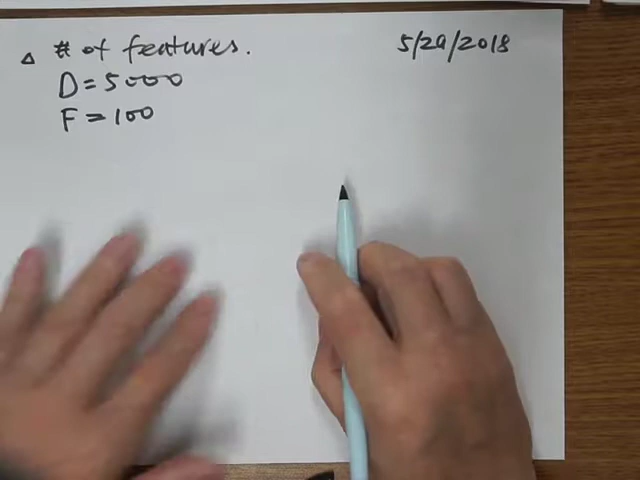 △ # of features.
5/29/2018
D = 5000
F = 100